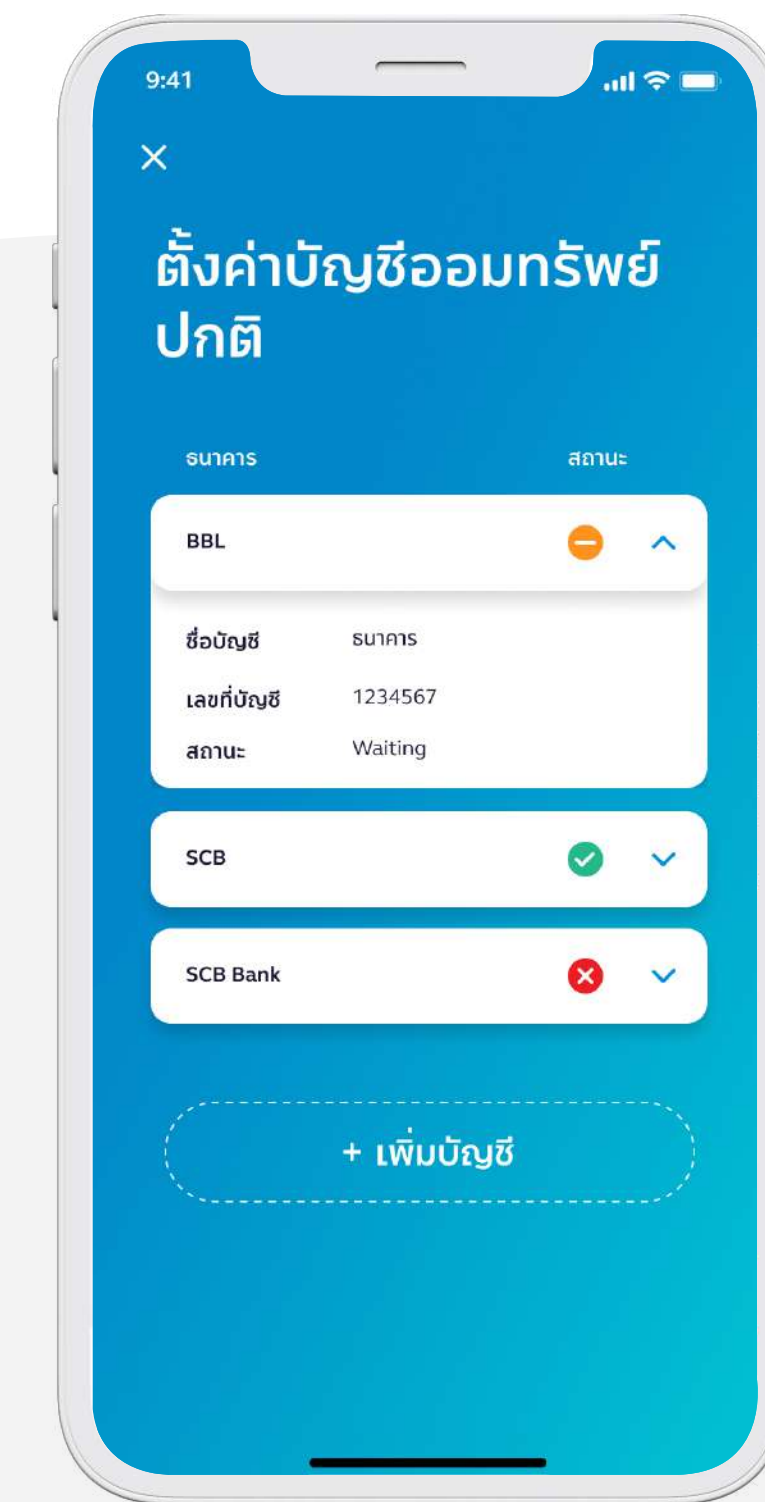 9:41
ตั้งค่าบัญชีออมทรัพย์
ปกติ
ธนาคาร สถานะ
BBL
ชื่อบัญชี ธนาคาร
เลขที่บัญชี 1234567
สถานะ Waiting
SCB
SCB Bank
+ เพิ่มบัญชี